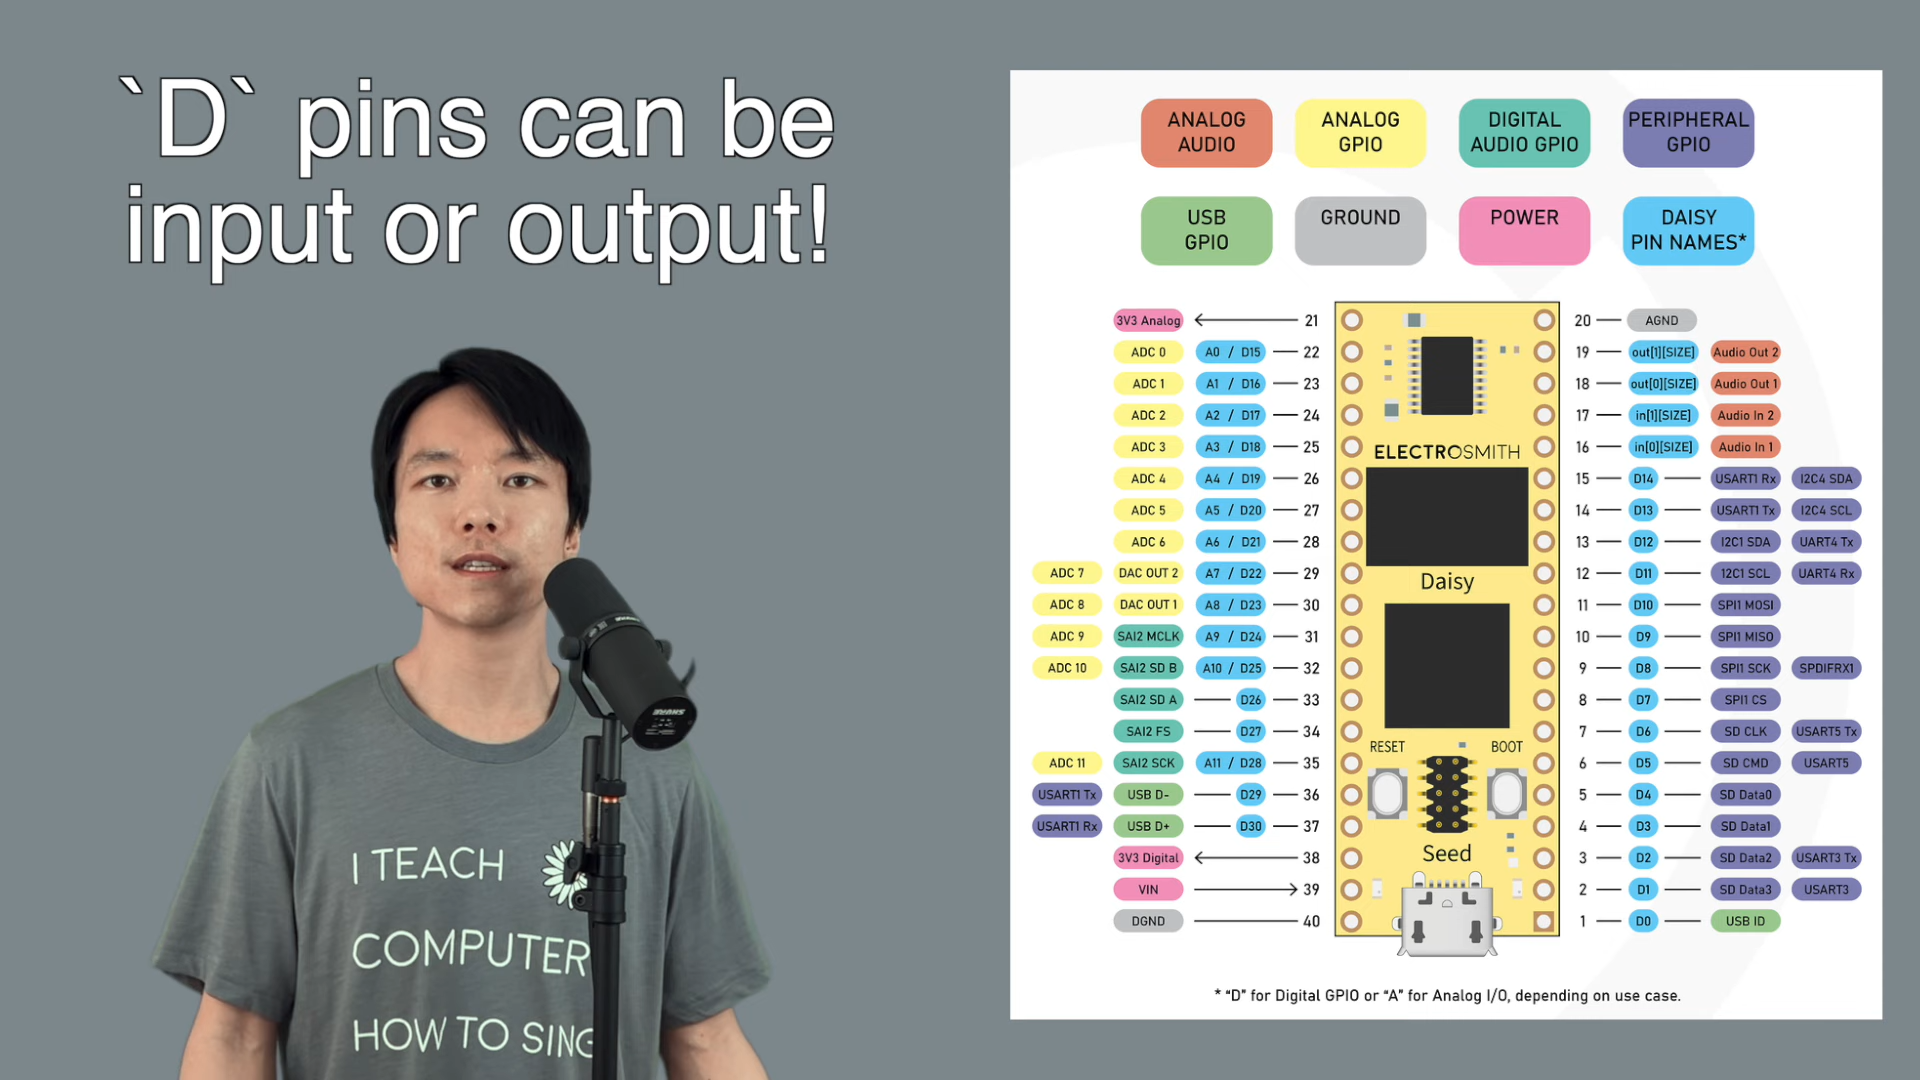 `D` pins can be
input or output!
ANALOG
AUDIO
ANALOG
GPIO
DIGITAL
AUDIO GPIO
PERIPHERAL
GPIO
USB
GPIO
GROUND
POWER
DAISY
PIN NAMES*
3V3 Analog 21 20 AGND
ADC 0 A0 / D15 22 19 out[1][SIZE] Audio Out 2
ADC 1 A1 / D16 23 18 out[0][SIZE] Audio Out 1
ADC 2 A2 / D17 24 17 in[1][SIZE] Audio In 2
ADC 3 A3 / D18 25 16 in[0][SIZE] Audio In 1
ELECTROSMITH
ADC 4 A4 / D19 26 15 D14 USART1 Rx I2C4 SDA
ADC 5 A5 / D20 27 14 D13 USART1 Tx I2C4 SCL
ADC 6 A6 / D21 28 13 D12 I2C1 SDA UART4 Tx
ADC 7 DAC OUT 2 A7 / D22 29 Daisy 12 D11 I2C1 SCL UART4 Rx
ADC 8 DAC OUT 1 A8 / D23 30 11 D10 SPI1 MOSI
ADC 9 SAI2 MCLK A9 / D24 31 10 D9 SPI1 MISO
ADC 10 SAI2 SD B A10 / D25 32 9 D8 SPI1 SCK SPDIFRX1
SAI2 SD A D26 33 8 D7 SPI1 CS
SAI2 FS D27 34 7 D6 SD CLK USART5 Tx
RESET BOOT
ADC 11 SAI2 SCK A11 / D28 35 6 D5 SD CMD USART5
USART1 Tx USB D- D29 36 5 D4 SD Data0
USART1 Rx USB D+ D30 37 4 D3 SD Data1
3V3 Digital 38 Seed 3 D2 SD Data2 USART3 Tx
VIN 39 2 D1 SD Data3 USART3
DGND 40 1 D0 USB ID
* “D” for Digital GPIO or “A” for Analog I/O, depending on use case.
SHURE
I TEACH
COMPUTER
HOW TO SING